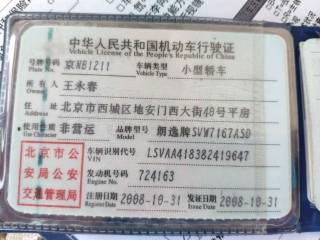 中华人民共和国机动车行驶证
Vehicle License of the People's Republic of China
号牌号码 京NB1211 车辆类型 小型轿车
Plate No. Vehicle Type
所有人 王永春
Owner
住址 北京市西城区地安门西大街48号平房
Address
使用性质 非营运 品牌型号 朗逸牌SVW7167ASD
Use Character Model
北京市公安局公安交通管理局
车辆识别代号 LSVAA418382419647
VIN
发动机号码 724163
Engine No.
注册日期 2008-10-31 发证日期 2008-10-31
Register Date Issue Date